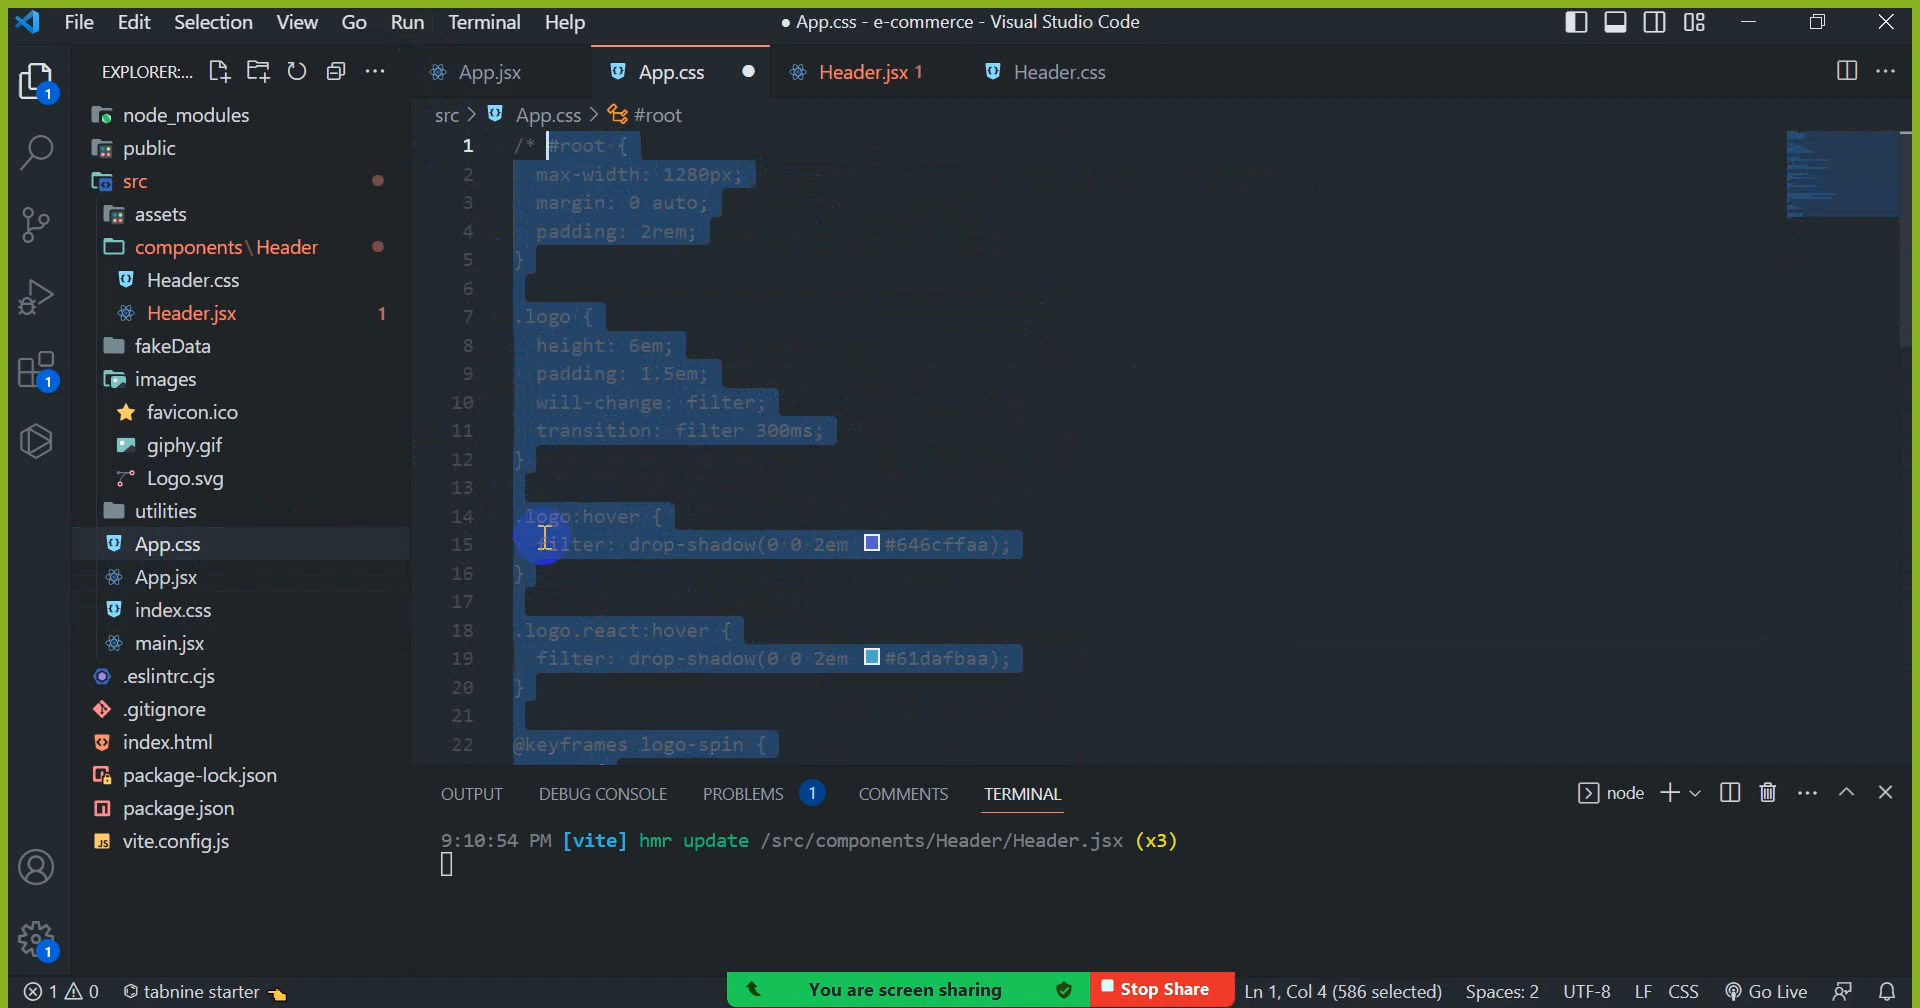 File Edit Selection View Go Run Terminal Help
● App.css - e-commerce - Visual Studio Code
EXPLORER:...
App.jsx
App.css
Header.jsx 1
Header.css
src > App.css > #root
1
node_modules
public
src
assets
components\Header
Header.css
Header.jsx 1
fakeData
images
favicon.ico
giphy.gif
Logo.svg
utilities
App.css
App.jsx
index.css
main.jsx
.eslintrc.cjs
.gitignore
index.html
package-lock.json
package.json
vite.config.js
1
1
1 /* #root {
2 max-width: 1280px;
3 margin: 0 auto;
4 padding: 2rem;
5 }
6
7 .logo {
8 height: 6em;
9 padding: 1.5em;
10 will-change: filter;
11 transition: filter 300ms;
12 }
13
14 .logo:hover {
15 filter: drop-shadow(0 0 2em #646cffaa);
16 }
17
18 .logo.react:hover {
19 filter: drop-shadow(0 0 2em #61dafbaa);
20 }
21
22 @keyframes logo-spin {
OUTPUT DEBUG CONSOLE PROBLEMS 1 COMMENTS TERMINAL
node
9:10:54 PM [vite] hmr update /src/components/Header/Header.jsx (x3)
1 0 tabnine starter
You are screen sharing
Stop Share
Ln 1, Col 4 (586 selected) Spaces: 2 UTF-8 LF CSS Go Live